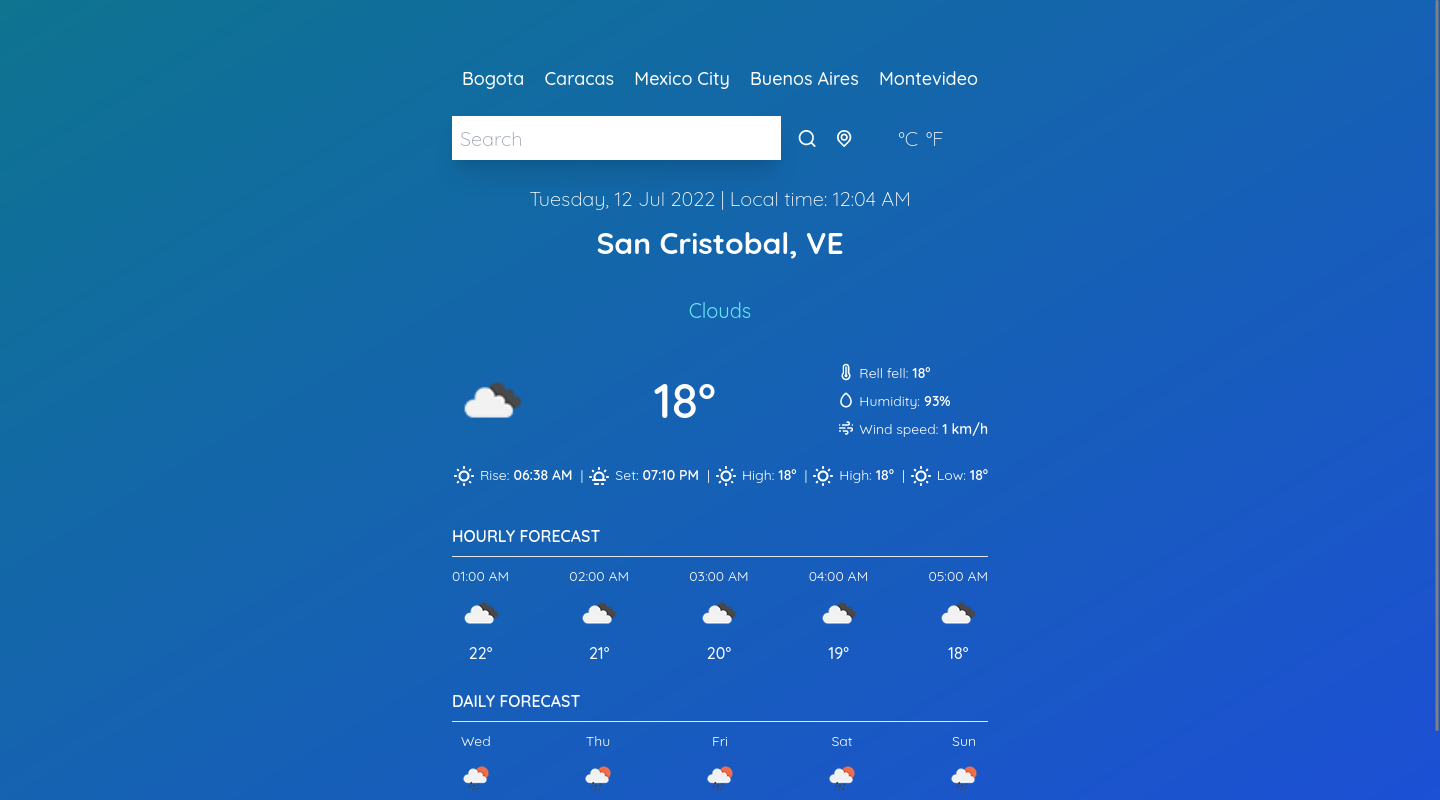 Bogota Caracas Mexico City Buenos Aires Montevideo
Search °C °F
Tuesday, 12 Jul 2022 | Local time: 12:04 AM
San Cristobal, VE
Clouds
18°
Rell fell: 18°
Humidity: 93%
Wind speed: 1 km/h
Rise: 06:38 AM | Set: 07:10 PM | High: 18° | High: 18° | Low: 18°
HOURLY FORECAST
01:00 AM 02:00 AM 03:00 AM 04:00 AM 05:00 AM
22° 21° 20° 19° 18°
DAILY FORECAST
Wed Thu Fri Sat Sun